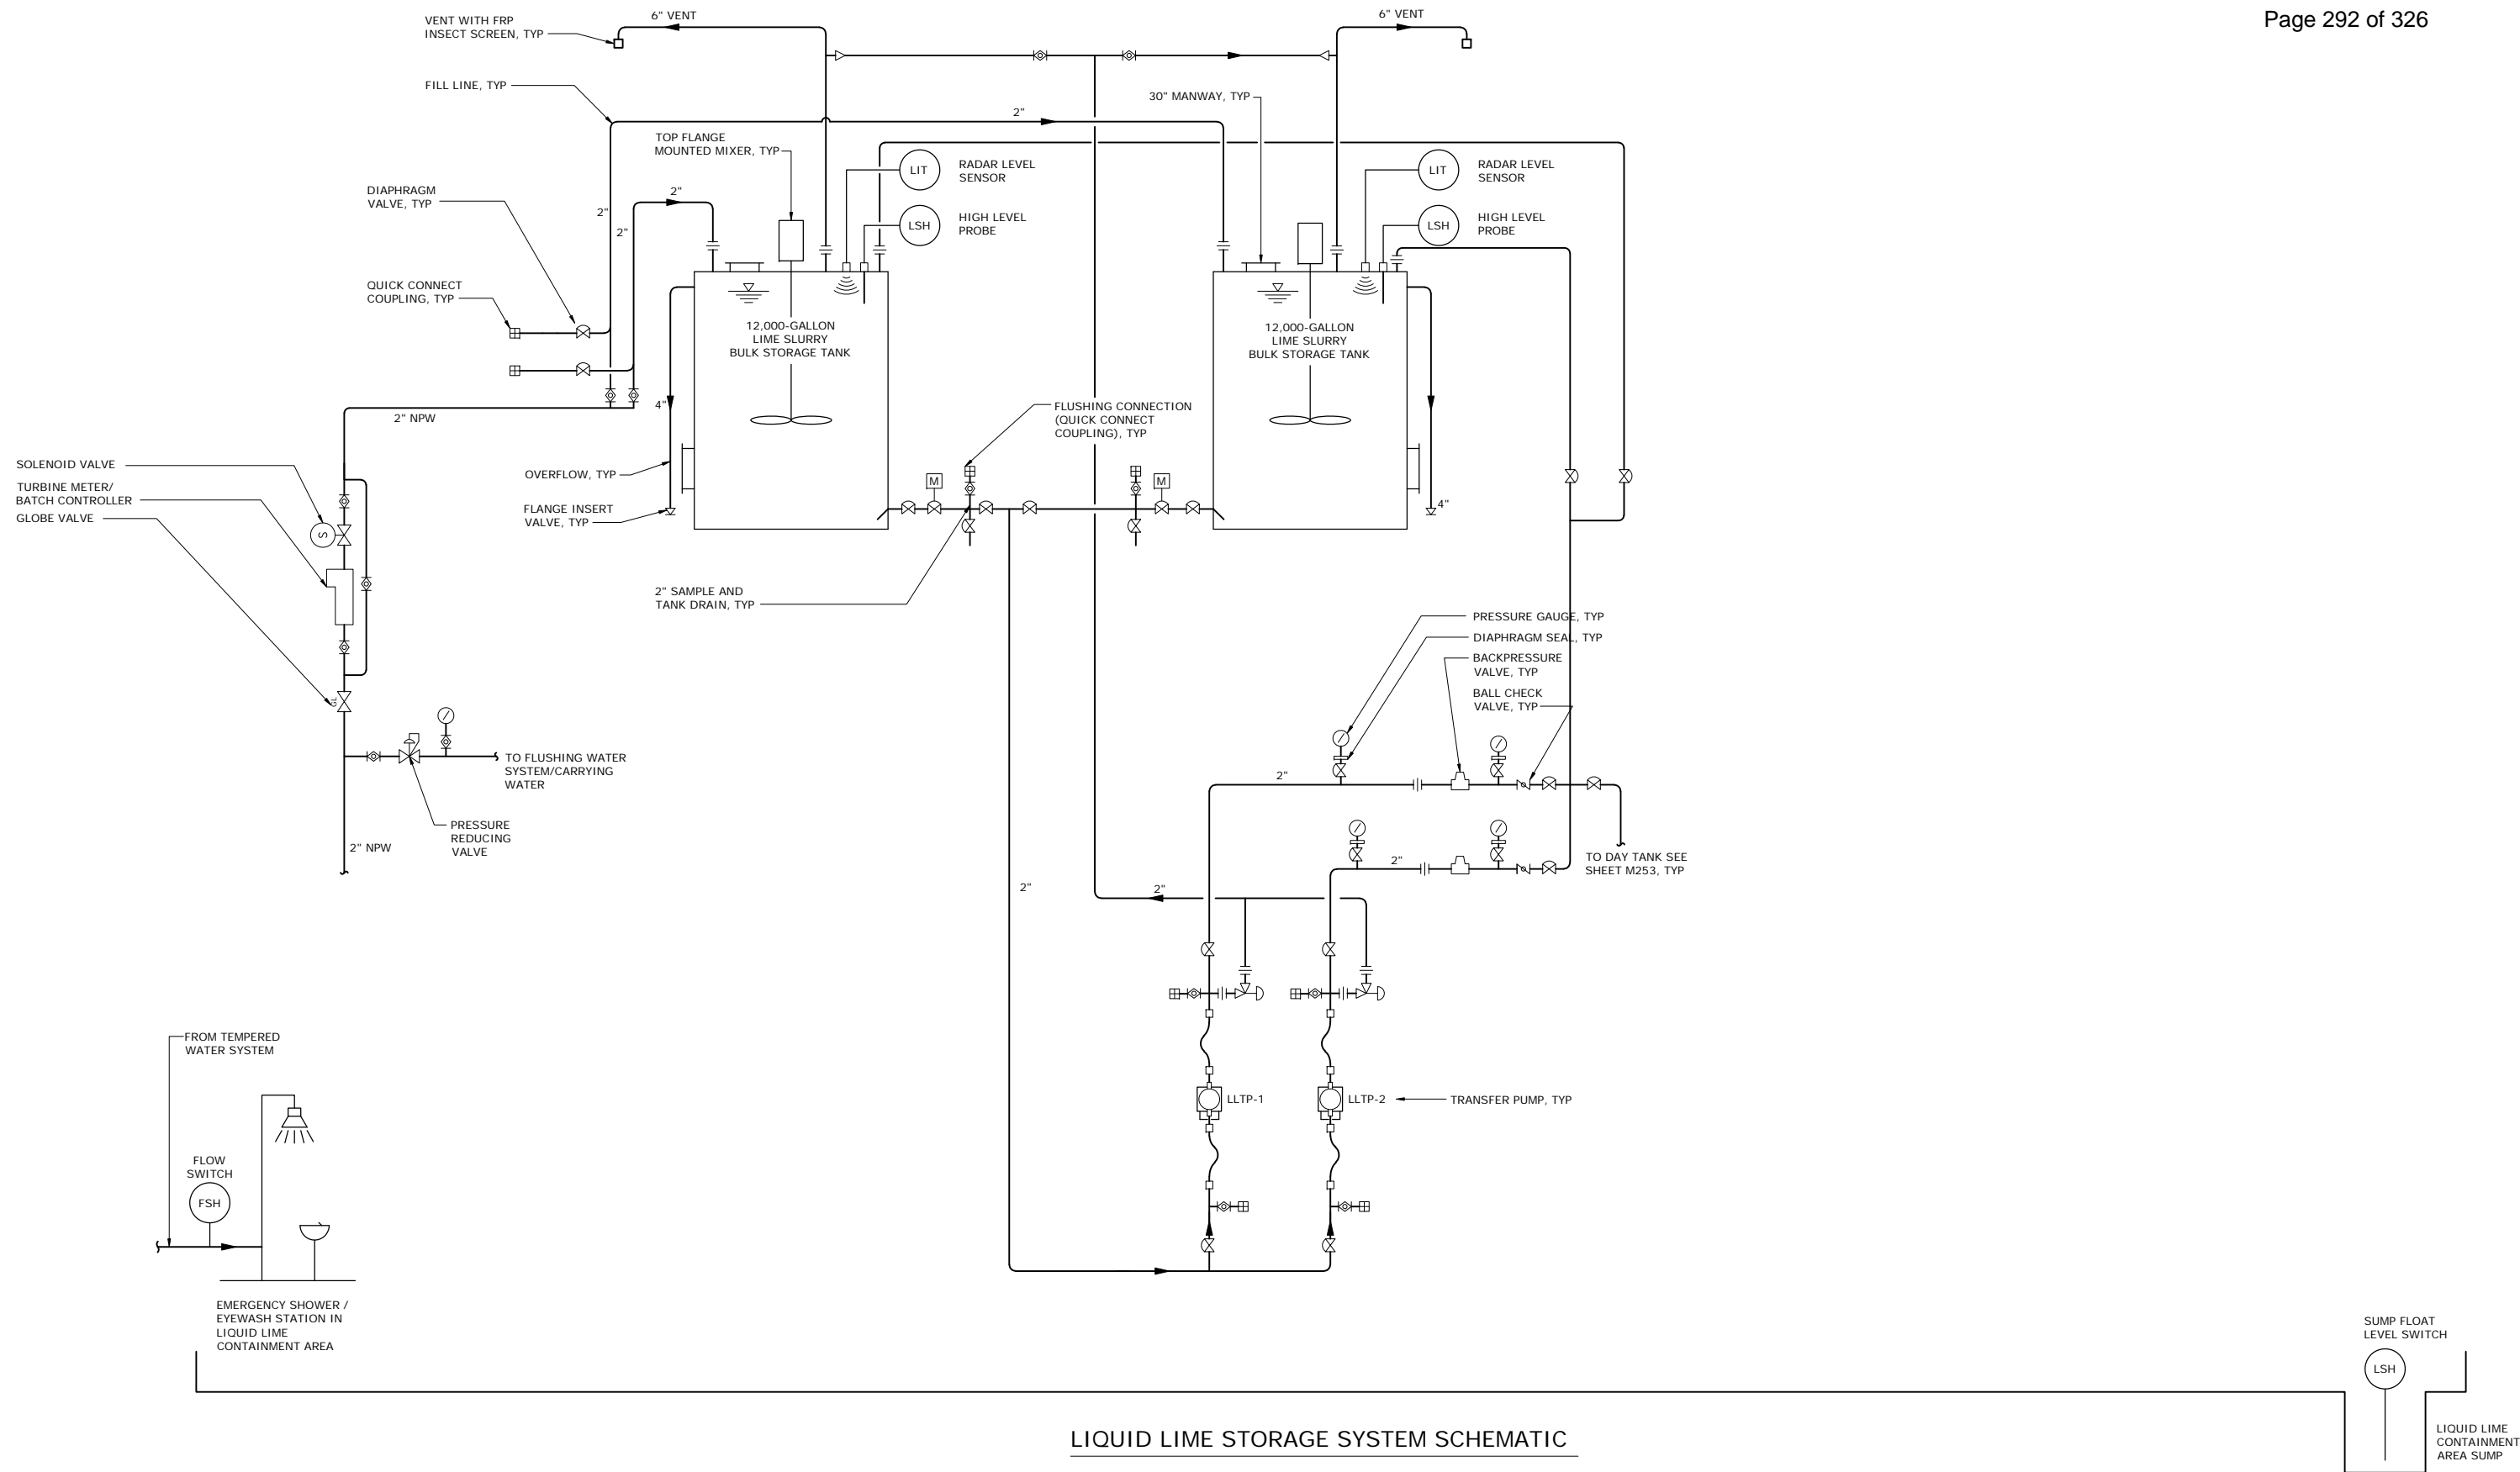 Page 292 of 326
VENT WITH FRP
INSECT SCREEN, TYP
6" VENT
6" VENT
FILL LINE, TYP
30" MANWAY, TYP
2"
TOP FLANGE
MOUNTED MIXER, TYP
LIT
RADAR LEVEL
SENSOR
LIT
RADAR LEVEL
SENSOR
DIAPHRAGM
VALVE, TYP
2"
2"
2"
LSH
HIGH LEVEL
PROBE
LSH
HIGH LEVEL
PROBE
QUICK CONNECT
COUPLING, TYP
12,000-GALLON
LIME SLURRY
BULK STORAGE TANK
12,000-GALLON
LIME SLURRY
BULK STORAGE TANK
4"
2" NPW
FLUSHING CONNECTION
(QUICK CONNECT
COUPLING), TYP
SOLENOID VALVE
TURBINE METER/
BATCH CONTROLLER
GLOBE VALVE
OVERFLOW, TYP
FLANGE INSERT
VALVE, TYP
M
M
4"
S
2" SAMPLE AND
TANK DRAIN, TYP
PRESSURE GAUGE, TYP
DIAPHRAGM SEAL, TYP
BACKPRESSURE
VALVE, TYP
BALL CHECK
VALVE, TYP
GL
TO FLUSHING WATER
SYSTEM/CARRYING
WATER
2"
PRESSURE
REDUCING
VALVE
2" NPW
2"
TO DAY TANK SEE
SHEET M253, TYP
2"
2"
FROM TEMPERED
WATER SYSTEM
LLTP-1
LLTP-2
TRANSFER PUMP, TYP
FLOW
SWITCH
FSH
EMERGENCY SHOWER /
EYEWASH STATION IN
LIQUID LIME
CONTAINMENT AREA
SUMP FLOAT
LEVEL SWITCH
LSH
LIQUID LIME
CONTAINMENT
AREA SUMP
LIQUID LIME STORAGE SYSTEM SCHEMATIC